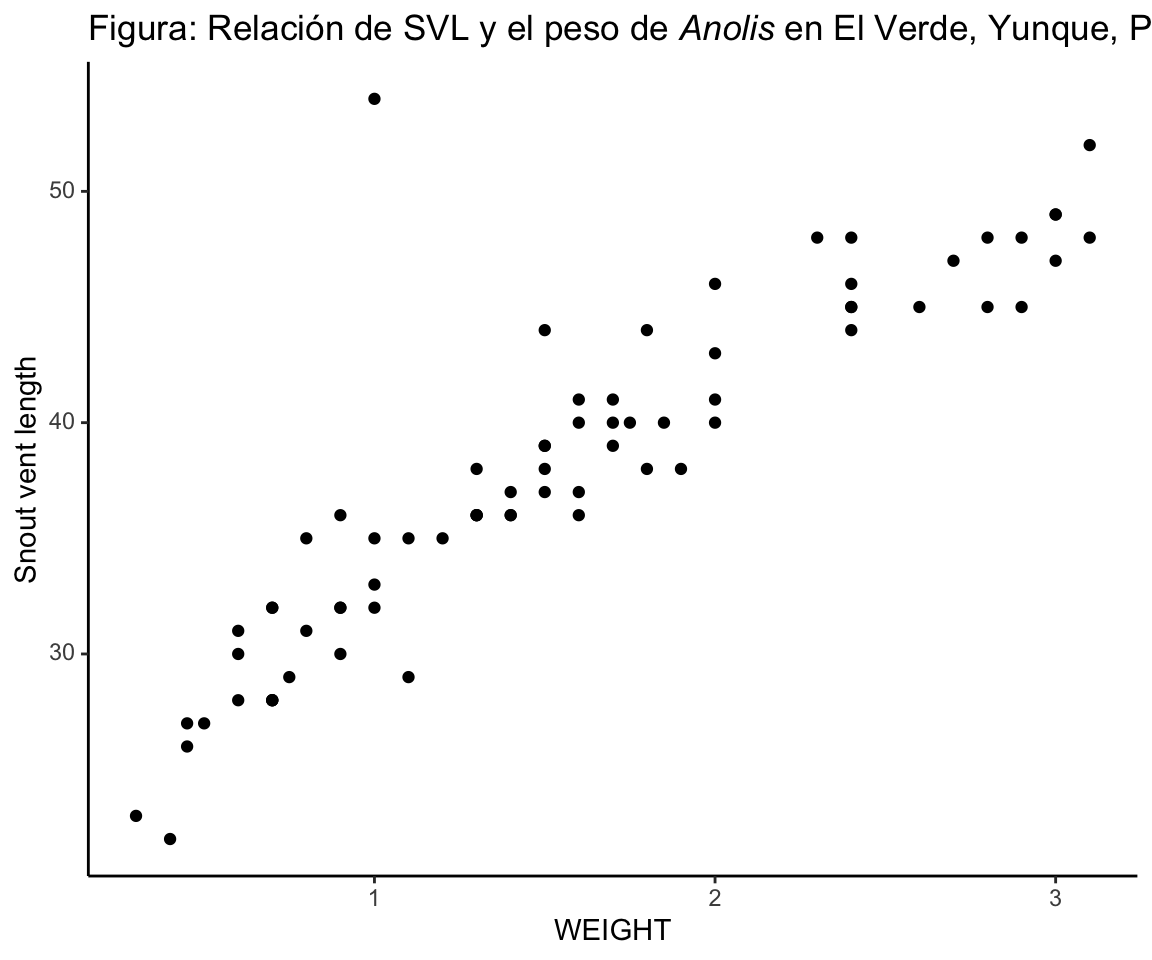 Figura: Relación de SVL y el peso de Anolis en El Verde, Yunque, P
Snout vent length
50
40
30
1 2 3
WEIGHT